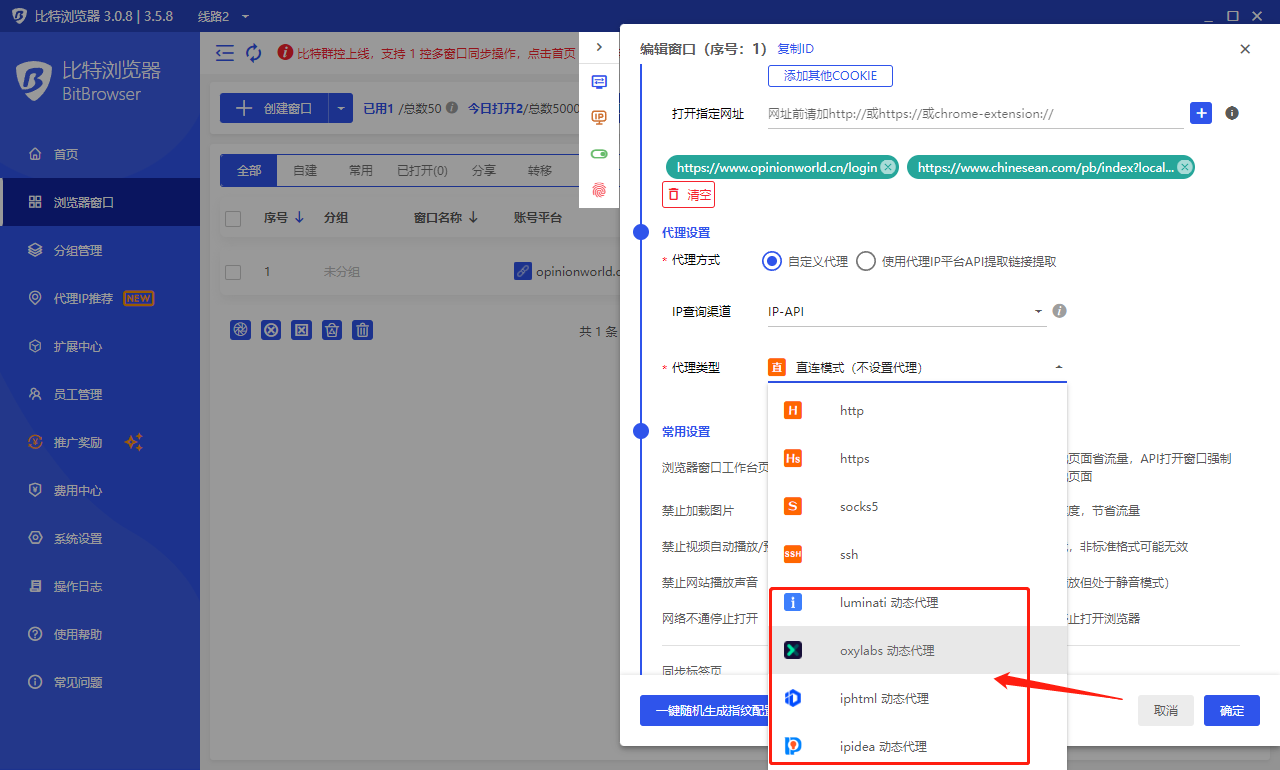 比特浏览器 3.0.8 | 3.5.8
线路2
比特浏览器
BitBrowser
首页
浏览器窗口
分组管理
代理IP推荐 NEW
扩展中心
员工管理
推广奖励
费用中心
系统设置
操作日志
使用帮助
常见问题
比特群控上线，支持 1 控多窗口同步操作，点击首页
创建窗口
已用1 /总数50
今日打开2/总数5000
全部
自建
常用
已打开(0)
分享
转移
序号
分组
窗口名称
账号平台
1
未分组
opinionworld.c
共 1 条
IP
编辑窗口（序号：1）
复制ID
添加其他COOKIE
打开指定网址
网址前请加http://或https://或chrome-extension://
https://www.opinionworld.cn/login
https://www.chinesean.com/pb/index?local...
清空
代理设置
* 代理方式
自定义代理
使用代理IP平台API提取链接提取
IP查询渠道
IP-API
* 代理类型
直 直连模式（不设置代理）
H http
Hs https
S socks5
SSH ssh
luminati 动态代理
oxylabs 动态代理
iphtml 动态代理
ipidea 动态代理
常用设置
浏览器窗口工作台页
页面省流量，API打开窗口强制
页面
禁止加载图片
度，节省流量
禁止视频自动播放/
，非标准格式可能无效
禁止网站播放声音
放但处于静音模式）
网络不通停止打开
止打开浏览器
同步标签页
一键随机生成指纹配置
取消
确定